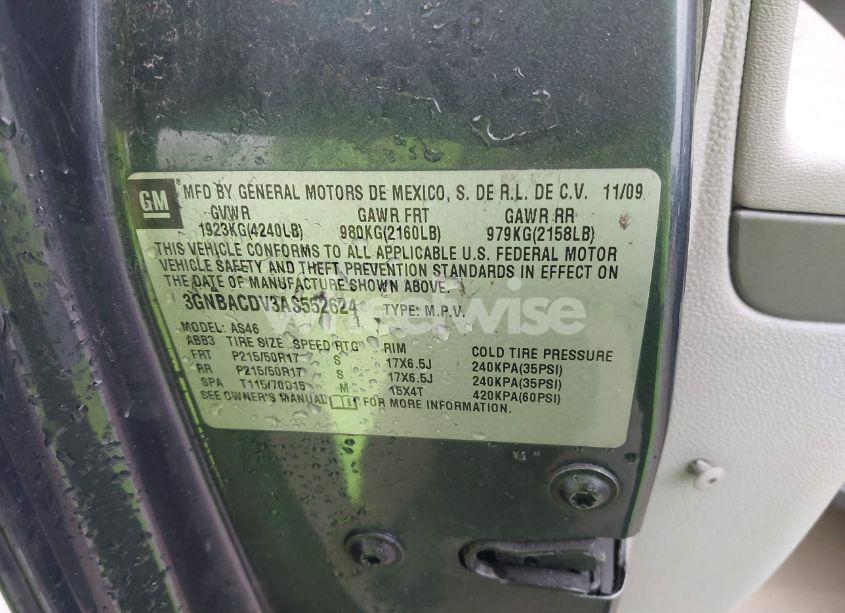 GM
MFD BY GENERAL MOTORS DE MEXICO, S. DE R.L. DE C.V. 11/09
GVWR GAWR FRT GAWR RR
1923KG(4240LB) 980KG(2160LB) 979KG(2158LB)
THIS VEHICLE CONFORMS TO ALL APPLICABLE U.S. FEDERAL MOTOR
VEHICLE SAFETY AND THEFT PREVENTION STANDARDS IN EFFECT ON
THE DATE OF MANUFACTURE SHOWN ABOVE.
3GNBACDV3AS552624 TYPE: M.P.V.
wheelwise
MODEL: AS46
ABB3 TIRE SIZE SPEED RTG RIM COLD TIRE PRESSURE
FRT P215/50R17 S 17X6.5J 240KPA(35PSI)
RR P215/50R17 S 17X6.5J 240KPA(35PSI)
SPA T115/70D15 M 15X4T 420KPA(60PSI)
SEE OWNER'S MANUAL FOR MORE INFORMATION.